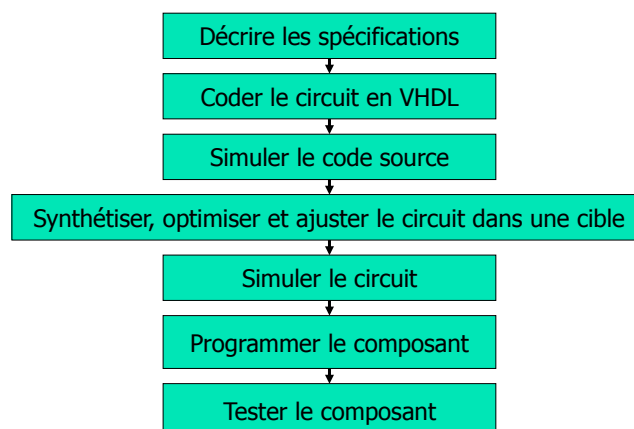 Décrire les spécifications
Coder le circuit en VHDL
Simuler le code source
Synthétiser, optimiser et ajuster le circuit dans une cible
Simuler le circuit
Programmer le composant
Tester le composant